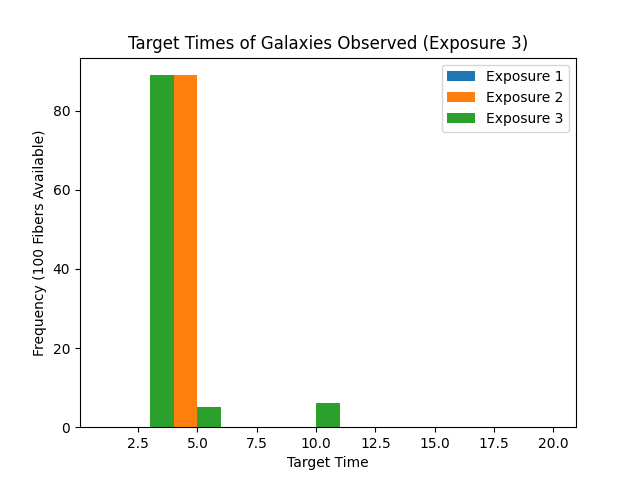 Target Times of Galaxies Observed (Exposure 3)
Exposure 1
Exposure 2
Exposure 3
Frequency (100 Fibers Available)
80
60
40
20
0
2.5 5.0 7.5 10.0 12.5 15.0 17.5 20.0
Target Time